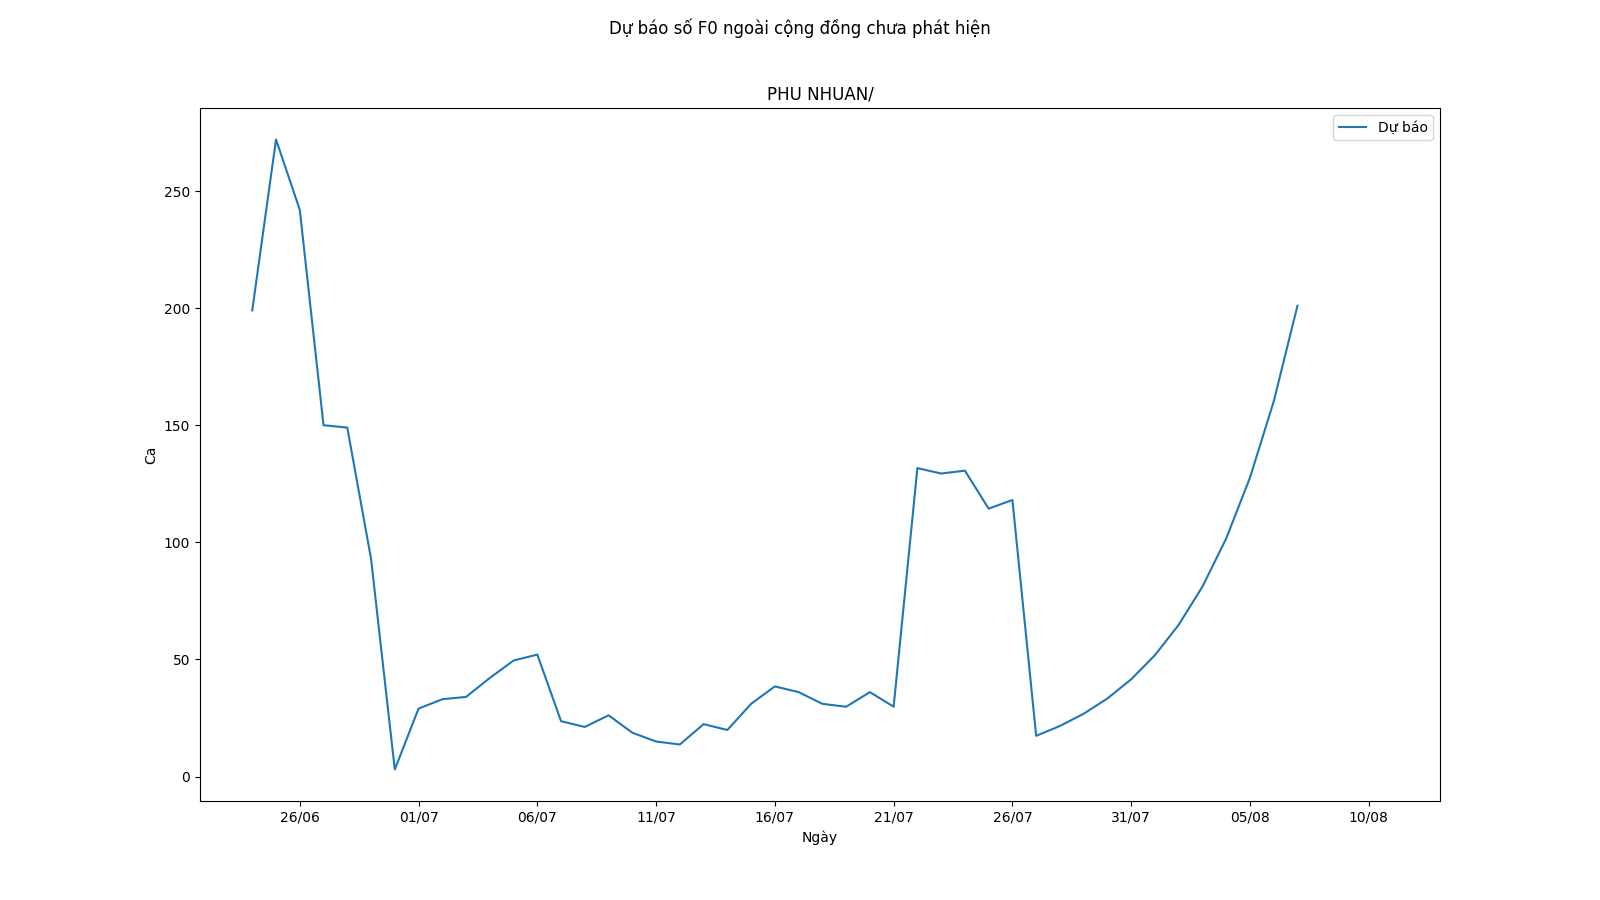 Dự báo số F0 ngoài cộng đồng chưa phát hiện
PHU NHUAN/
Dự báo
250
200
150
100
50
0
Ca
26/06 01/07 06/07 11/07 16/07 21/07 26/07 31/07 05/08 10/08
Ngày